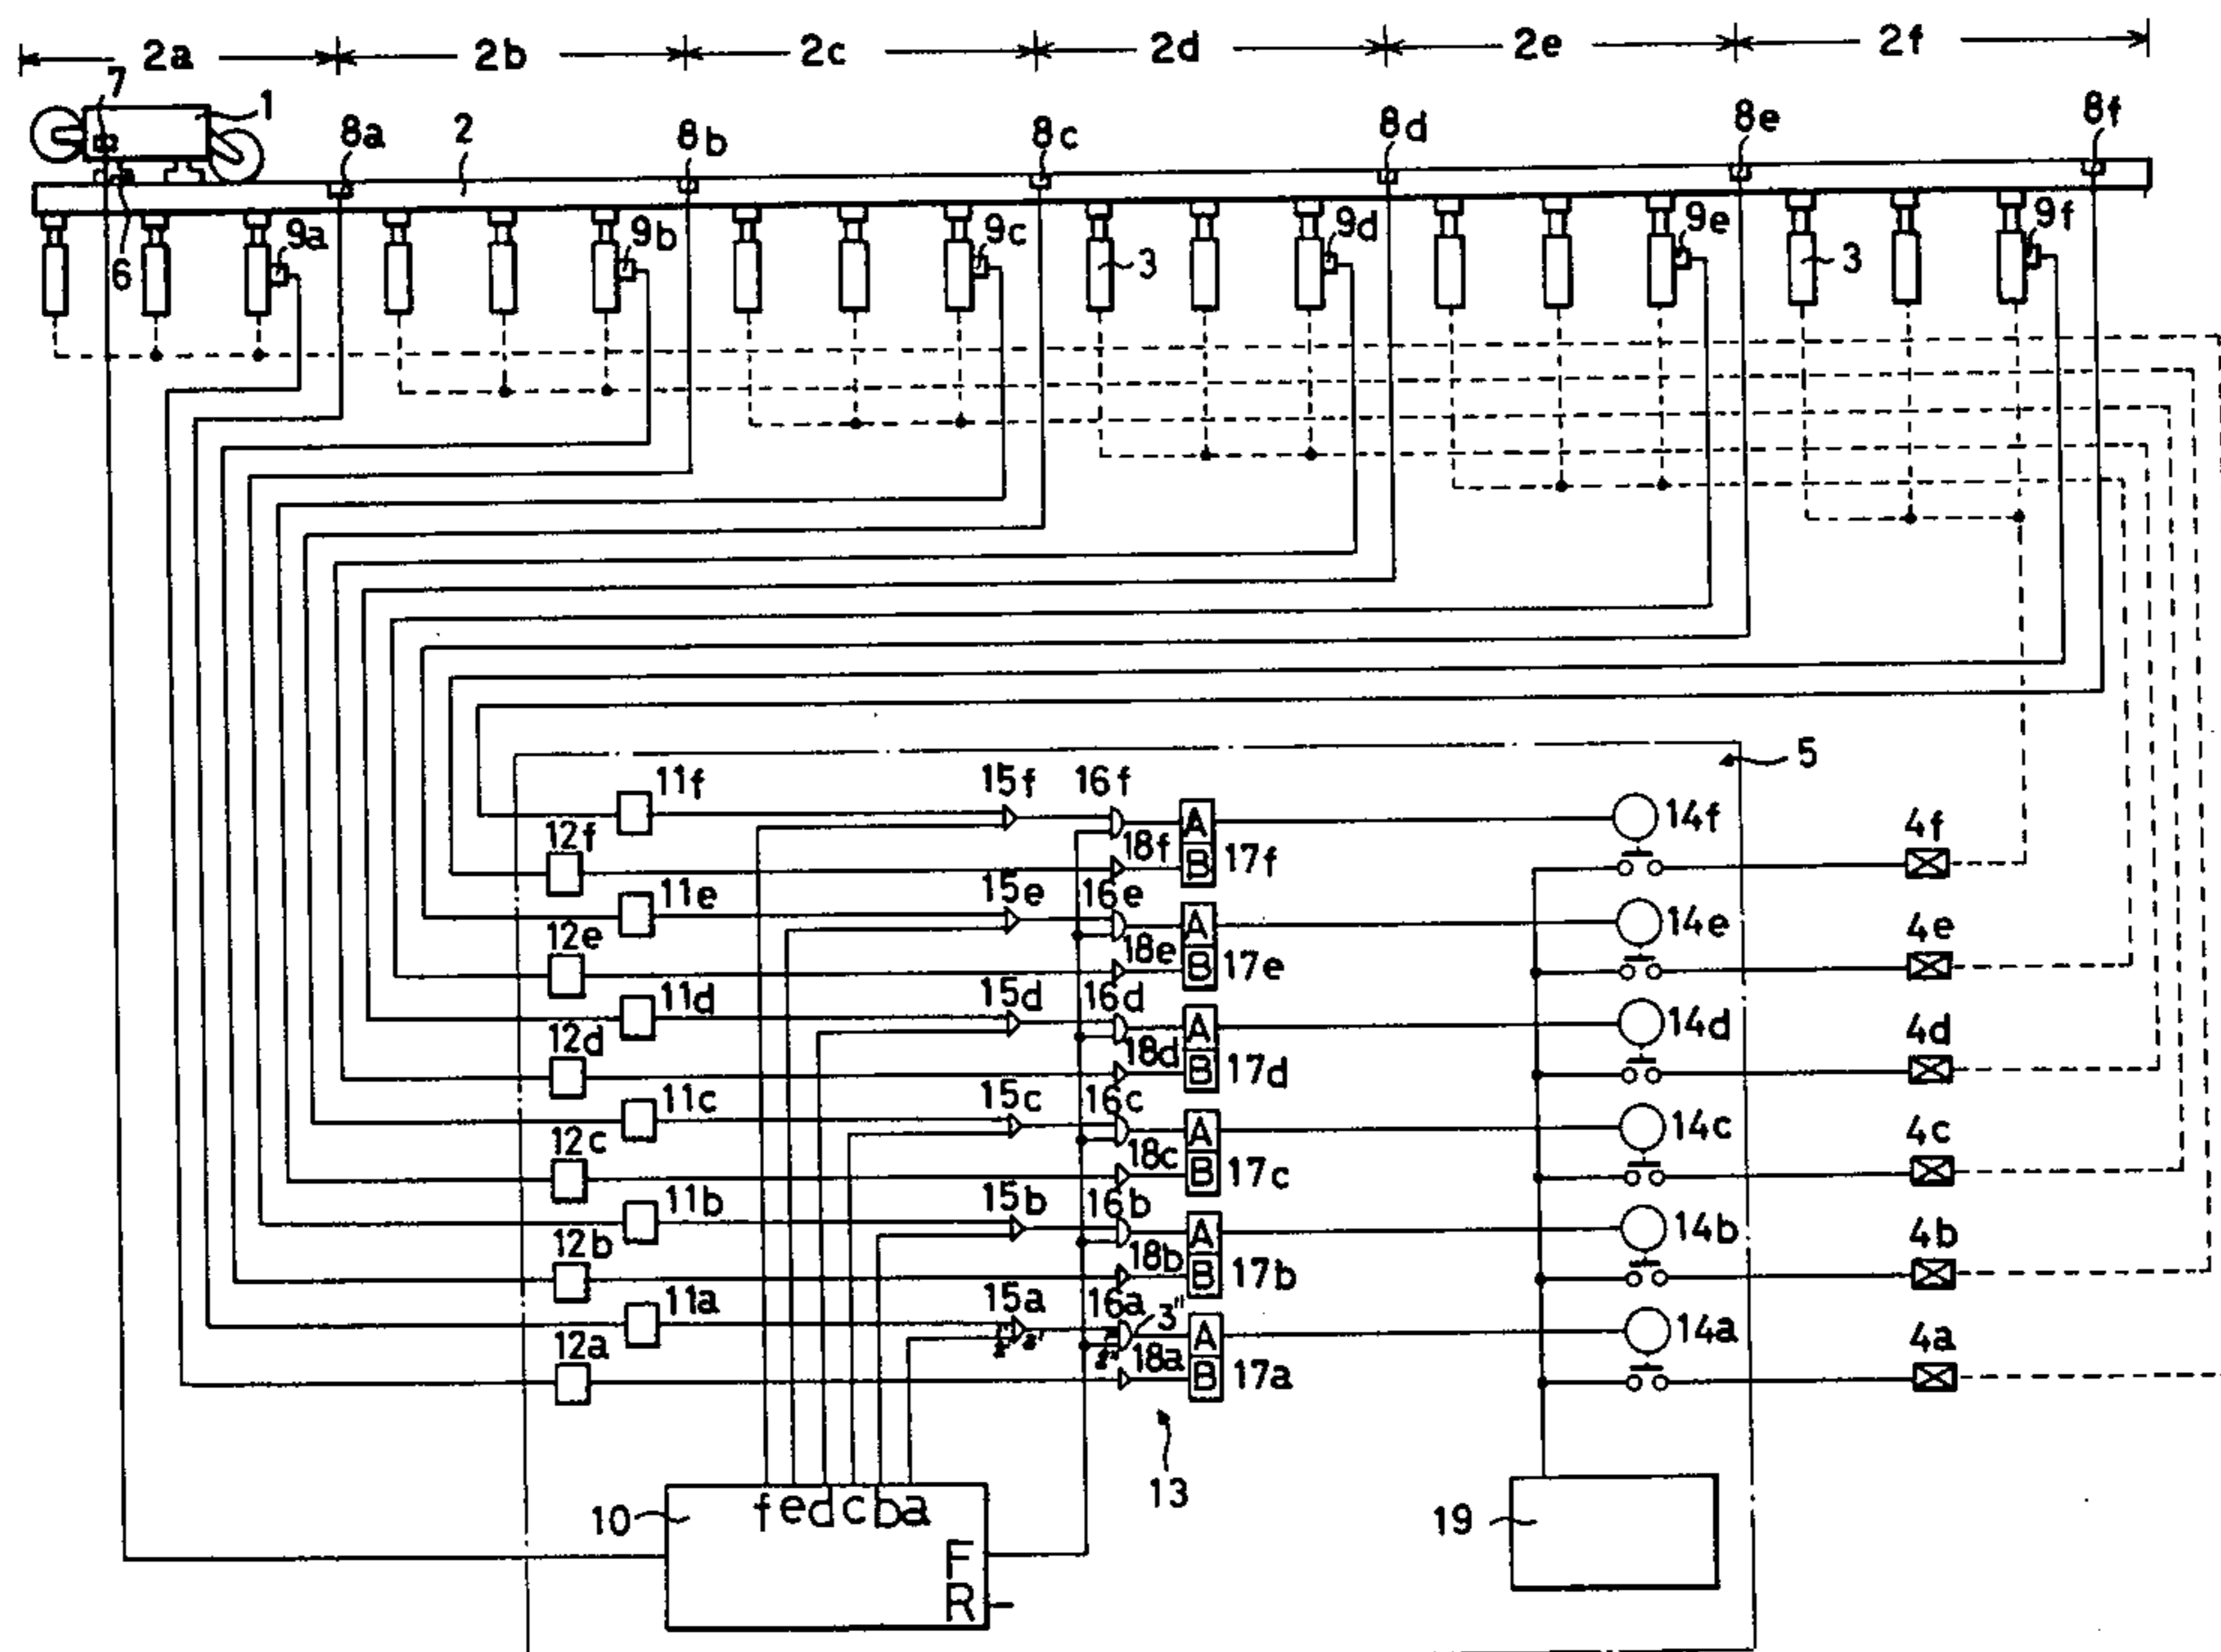 2a 2b 2c 2d 2e 2f
7 1 8a 2 8b 8c 8d 8e 8f
6 9a 9b 9c 3 9d 9e 3 9f
5
11f 15f 16f A 14f 4f
12f 18f B 17f
11e 15e 16e A 14e 4e
12e 18e B 17e
11d 15d 16d A 14d 4d
12d 18d B 17d
11c 15c 16c A 14c 4c
12c 18c B 17c
11b 15b 16b A 14b 4b
12b 18b B 17b
11a 15a 16a 3" A 14a 4a
12a 18a B 17a
13
10 f e d c b a 19
F
R